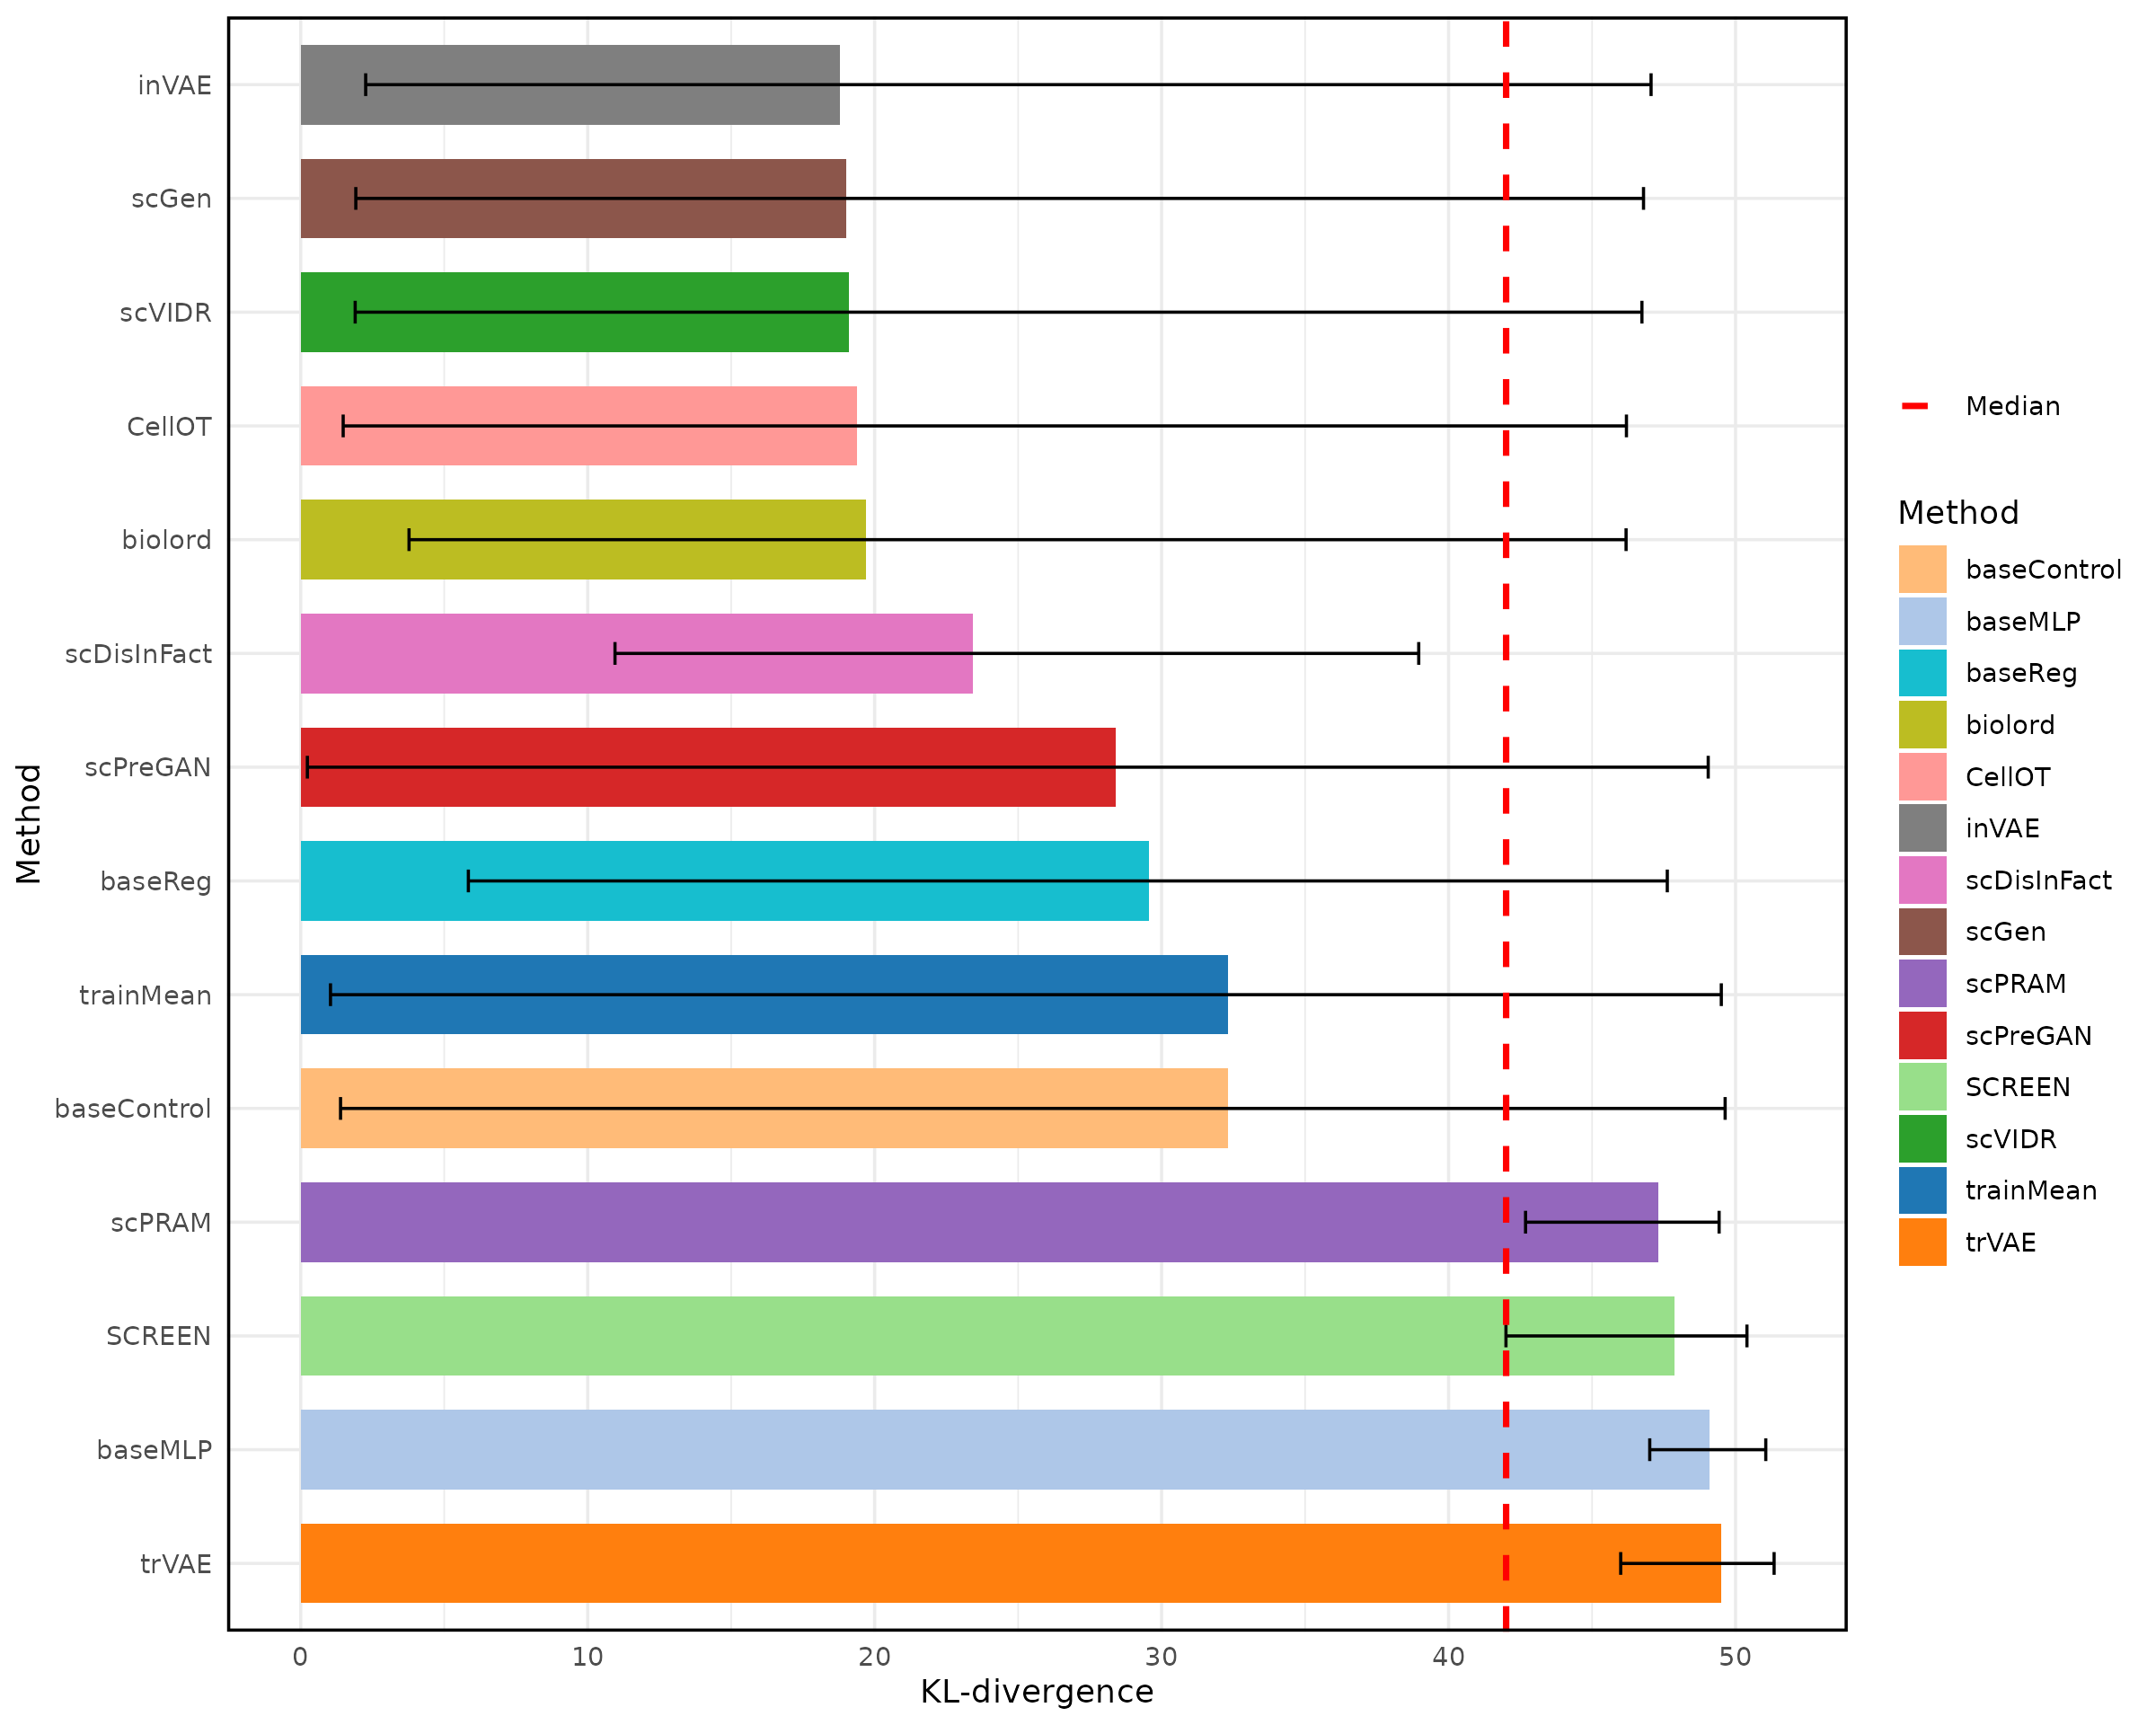 Method
inVAE
scGen
scVIDR
CellOT
biolord
scDisInFact
scPreGAN
baseReg
trainMean
baseControl
scPRAM
SCREEN
baseMLP
trVAE
0 10 20 30 40 50
KL-divergence
Median
Method
baseControl
baseMLP
baseReg
biolord
CellOT
inVAE
scDisInFact
scGen
scPRAM
scPreGAN
SCREEN
scVIDR
trainMean
trVAE